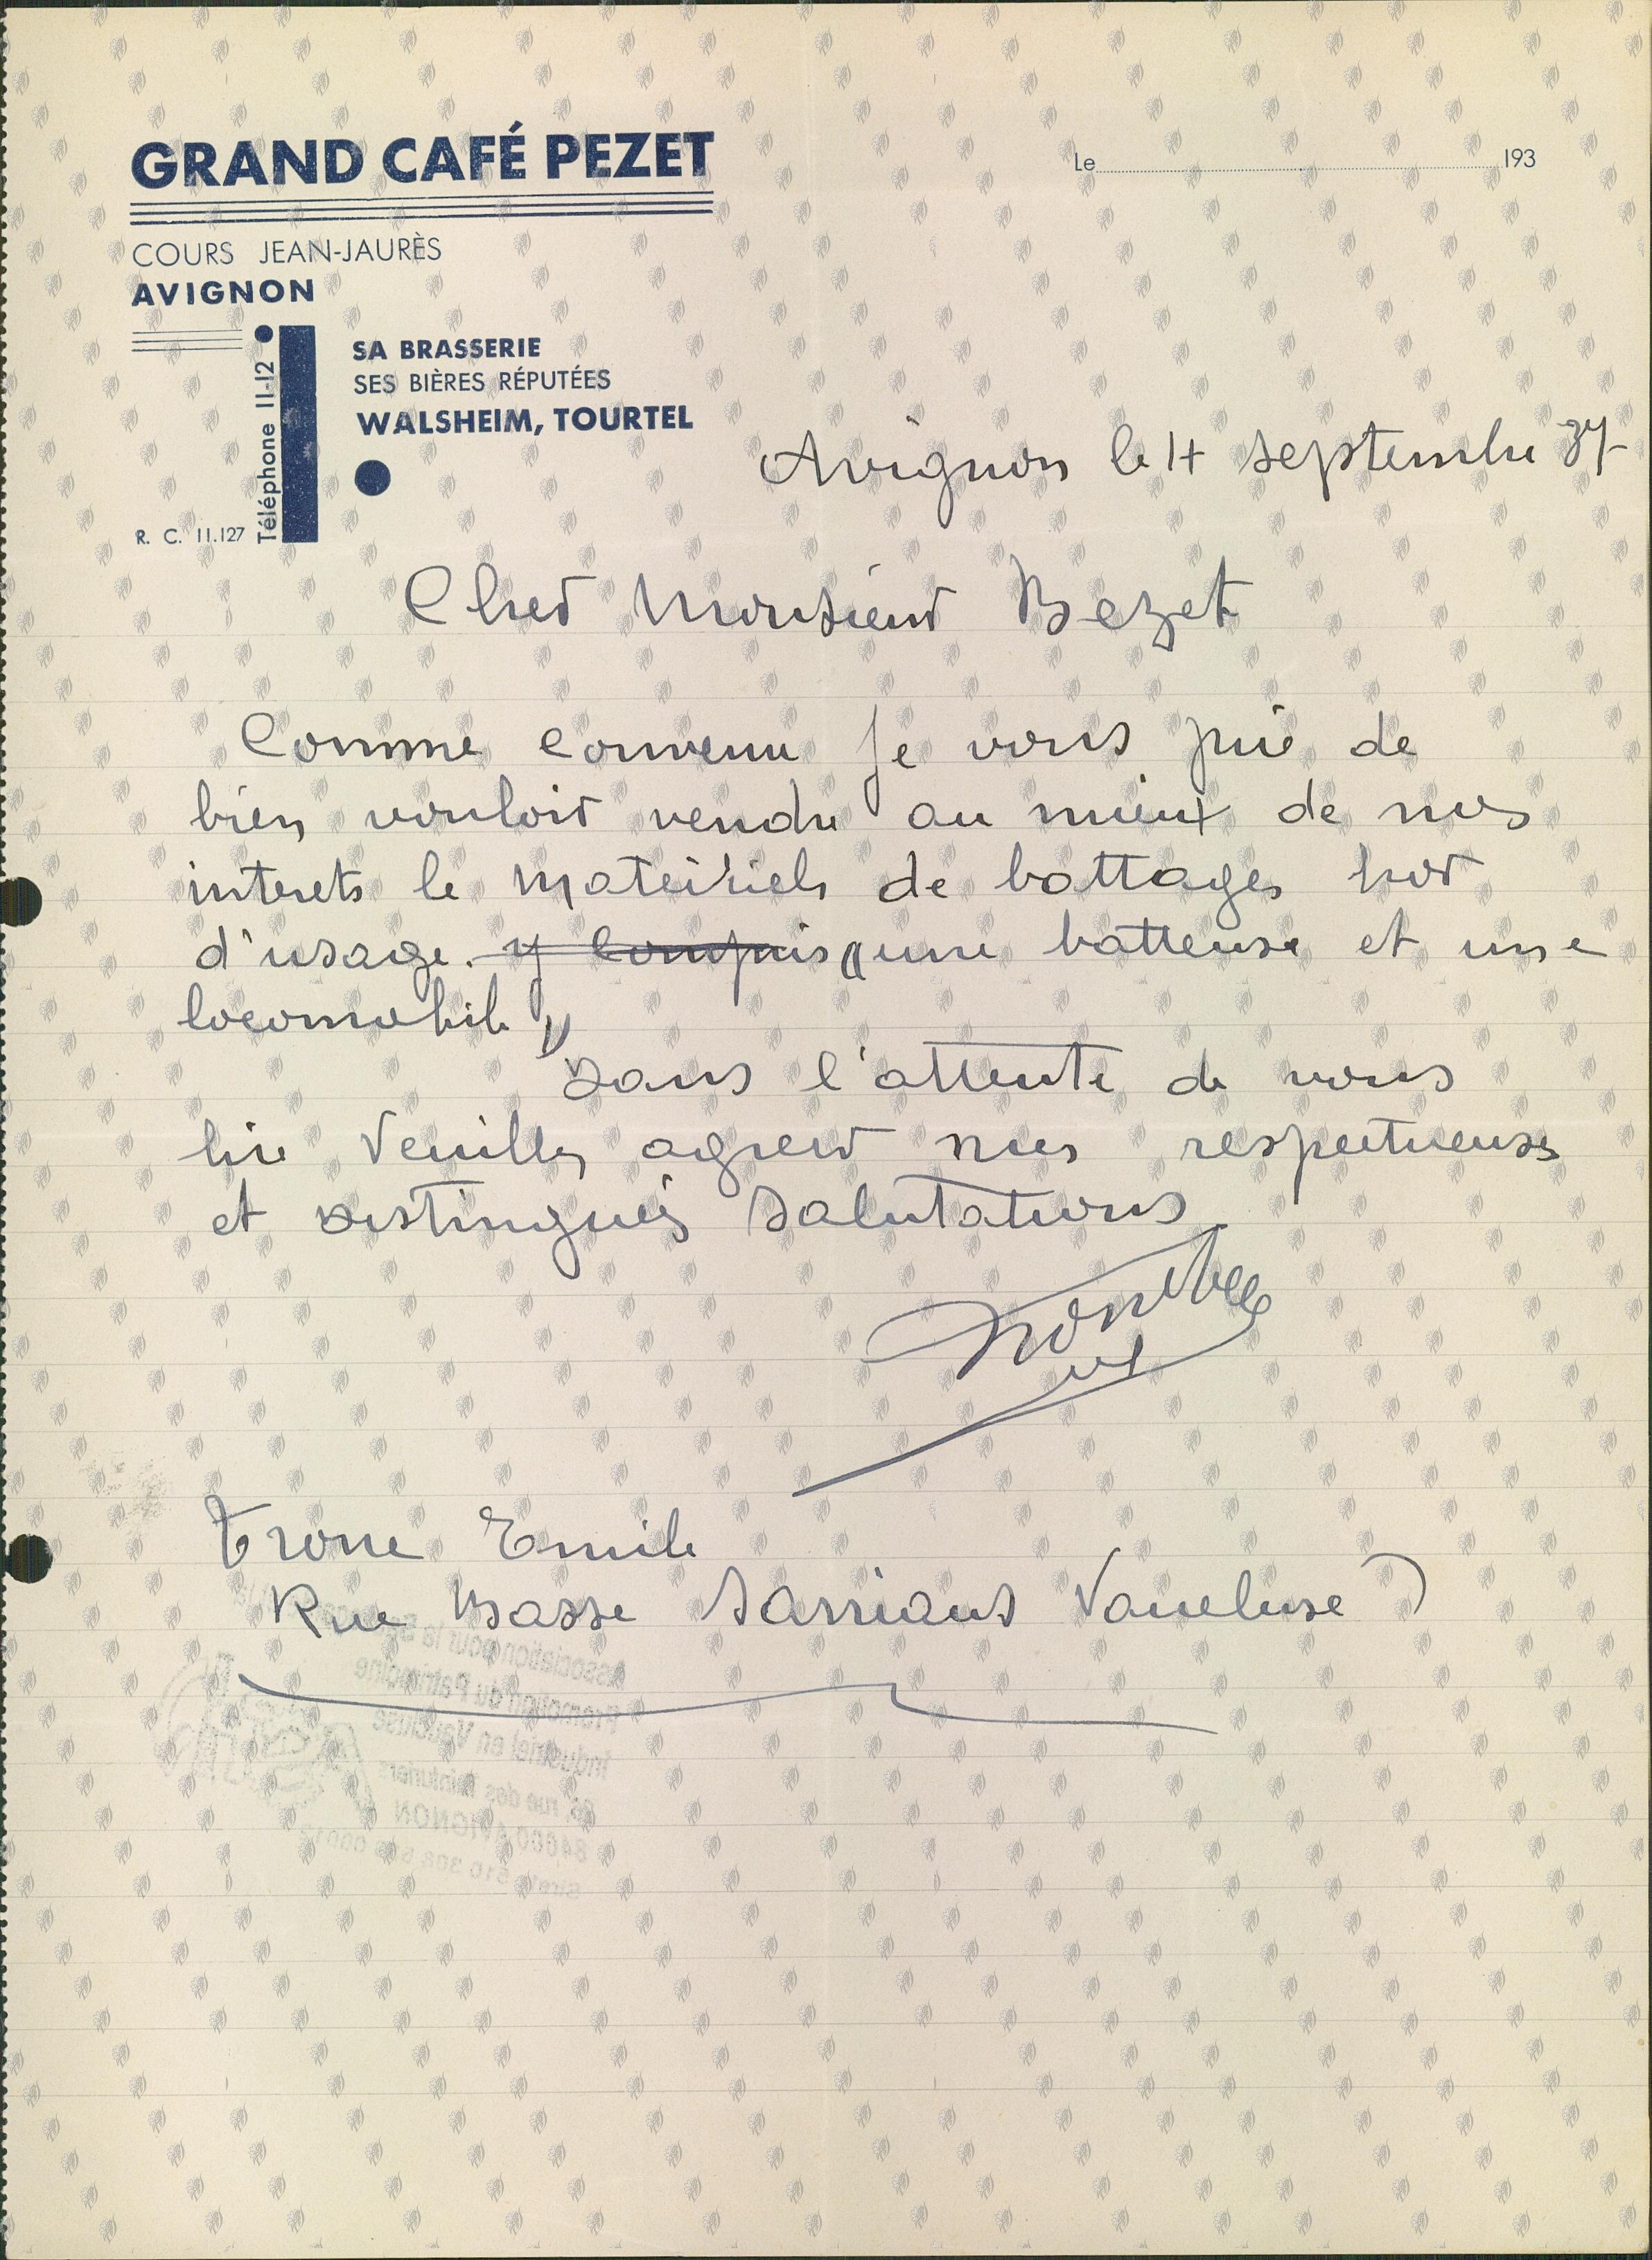 GRAND CAFÉ PEZET
Le 193
COURS JEAN-JAURÈS
AVIGNON
Téléphone 11-12
SA BRASSERIE
SES BIÈRES RÉPUTÉES
WALSHEIM, TOURTEL
R. C. 11.127
Avignon le 14 septembre 37
Cher Monsieur Bezet
Comme convenu je vous prie de
bien vouloir vendre au mieux de nos
interets le matériels de battages hor
d'usage. y compris (une batteuse et une
locomobile)
Dans l'attente de vous
lire Veuillez agreer nos respectueuses
et distingués salutations
Trone Emile
Rue Basse Sarrians Vaucluse)
Association pour la
Promotion du Patrimoine
Industriel en Vaucluse
rue des Teinturiers
84000 AVIGNON